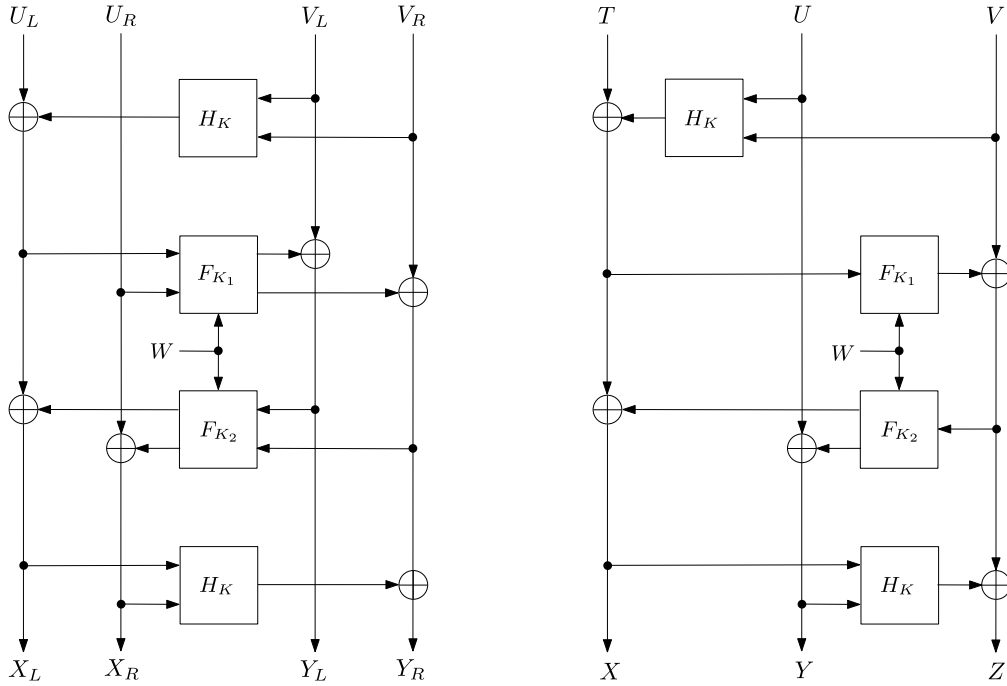 U_L U_R V_L V_R T U V
H_K H_K
F_{K_1} F_{K_1}
W W
F_{K_2} F_{K_2}
H_K H_K
X_L X_R Y_L Y_R X Y Z